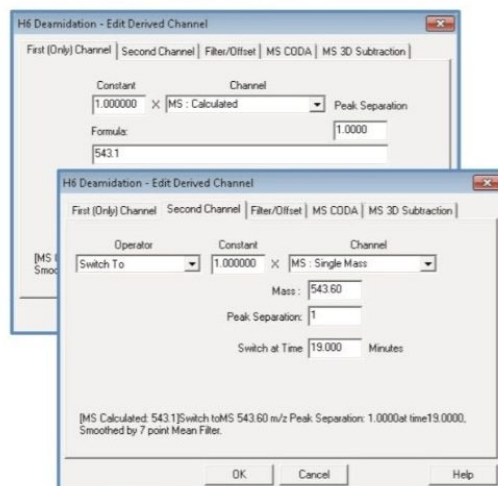 H6 Deamidation - Edit Derived Channel
First (Only) Channel Second Channel Filter/Offset MS CODA MS 3D Subtraction
Constant Channel
1.000000 X MS : Calculated Peak Separation
Formula: 1.0000
543.1
[MS
Smoo
H6 Deamidation - Edit Derived Channel
First (Only) Channel Second Channel Filter/Offset MS CODA MS 3D Subtraction
Operator Constant Channel
Switch To 1.000000 X MS : Single Mass
Mass : 543.60
Peak Separation: 1
Switch at Time 19.000 Minutes
[MS Calculated: 543.1]Switch toMS 543.60 m/z Peak Separation: 1.0000at time19.0000,
Smoothed by 7 point Mean Filter.
OK Cancel Help